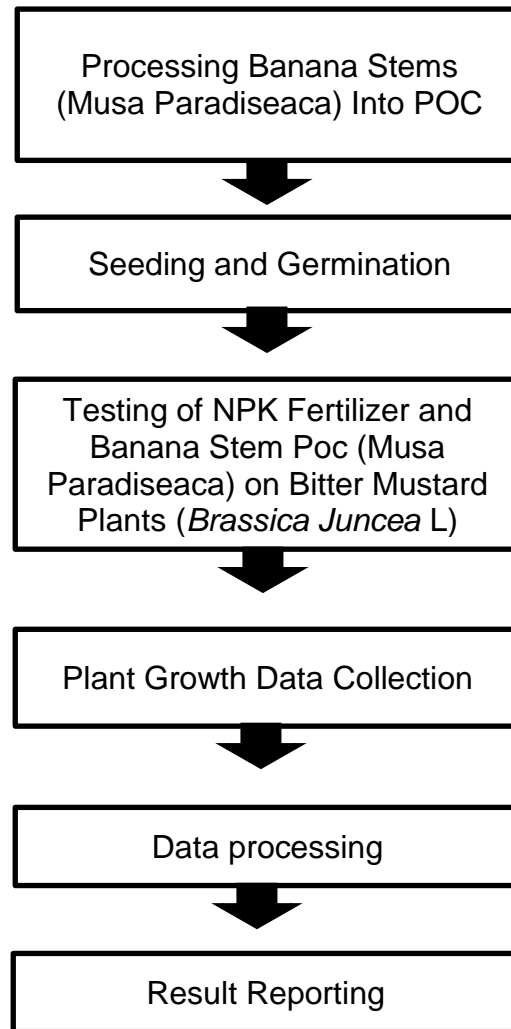 Processing Banana Stems
(Musa Paradiseaca) Into POC
Seeding and Germination
Testing of NPK Fertilizer and
Banana Stem Poc (Musa
Paradiseaca) on Bitter Mustard
Plants (Brassica Juncea L)
Plant Growth Data Collection
Data processing
Result Reporting